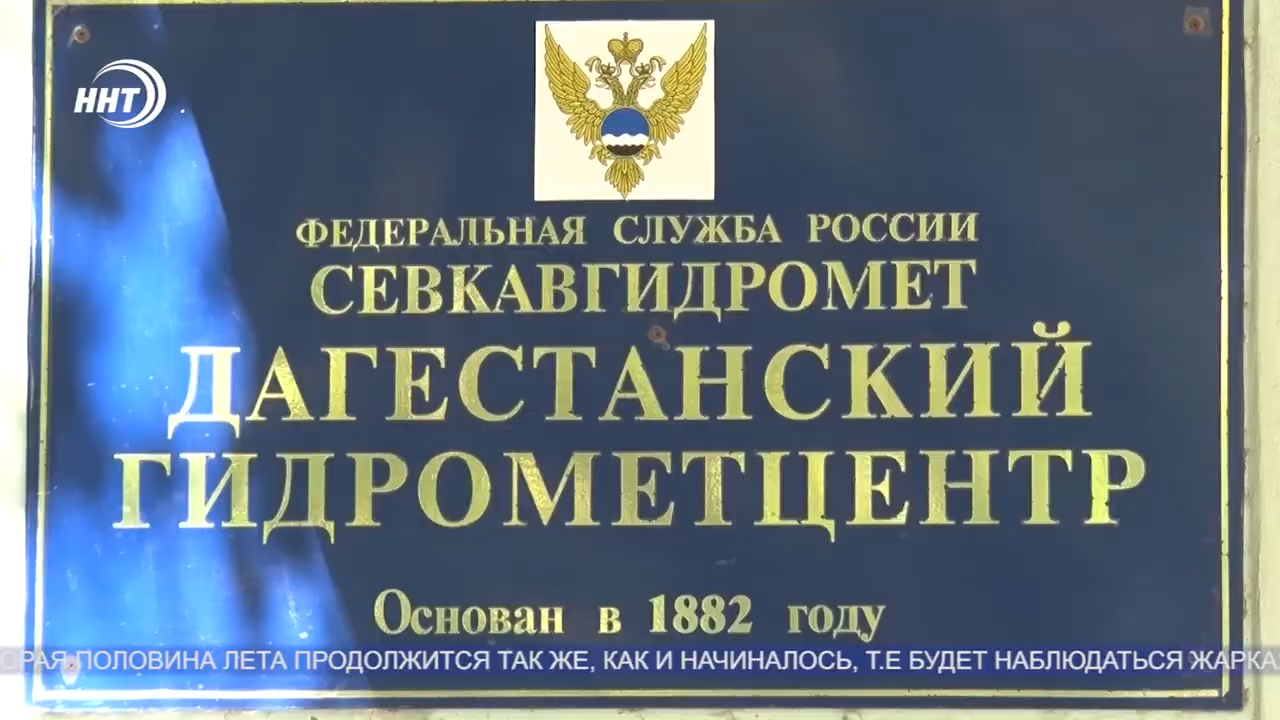 ННТ
ФЕДЕРАЛЬНАЯ СЛУЖБА РОССИИ
СЕВКАВГИДРОМЕТ
ДАГЕСТАНСКИЙ
ГИДРОМЕТЦЕНТР
Основан в 1882 году
ПОЛОВИНА ЛЕТА ПРОДОЛЖИТСЯ ТАК ЖЕ, КАК И НАЧИНАЛОСЬ, Т.Е БУДЕТ НАБЛЮДАТЬСЯ